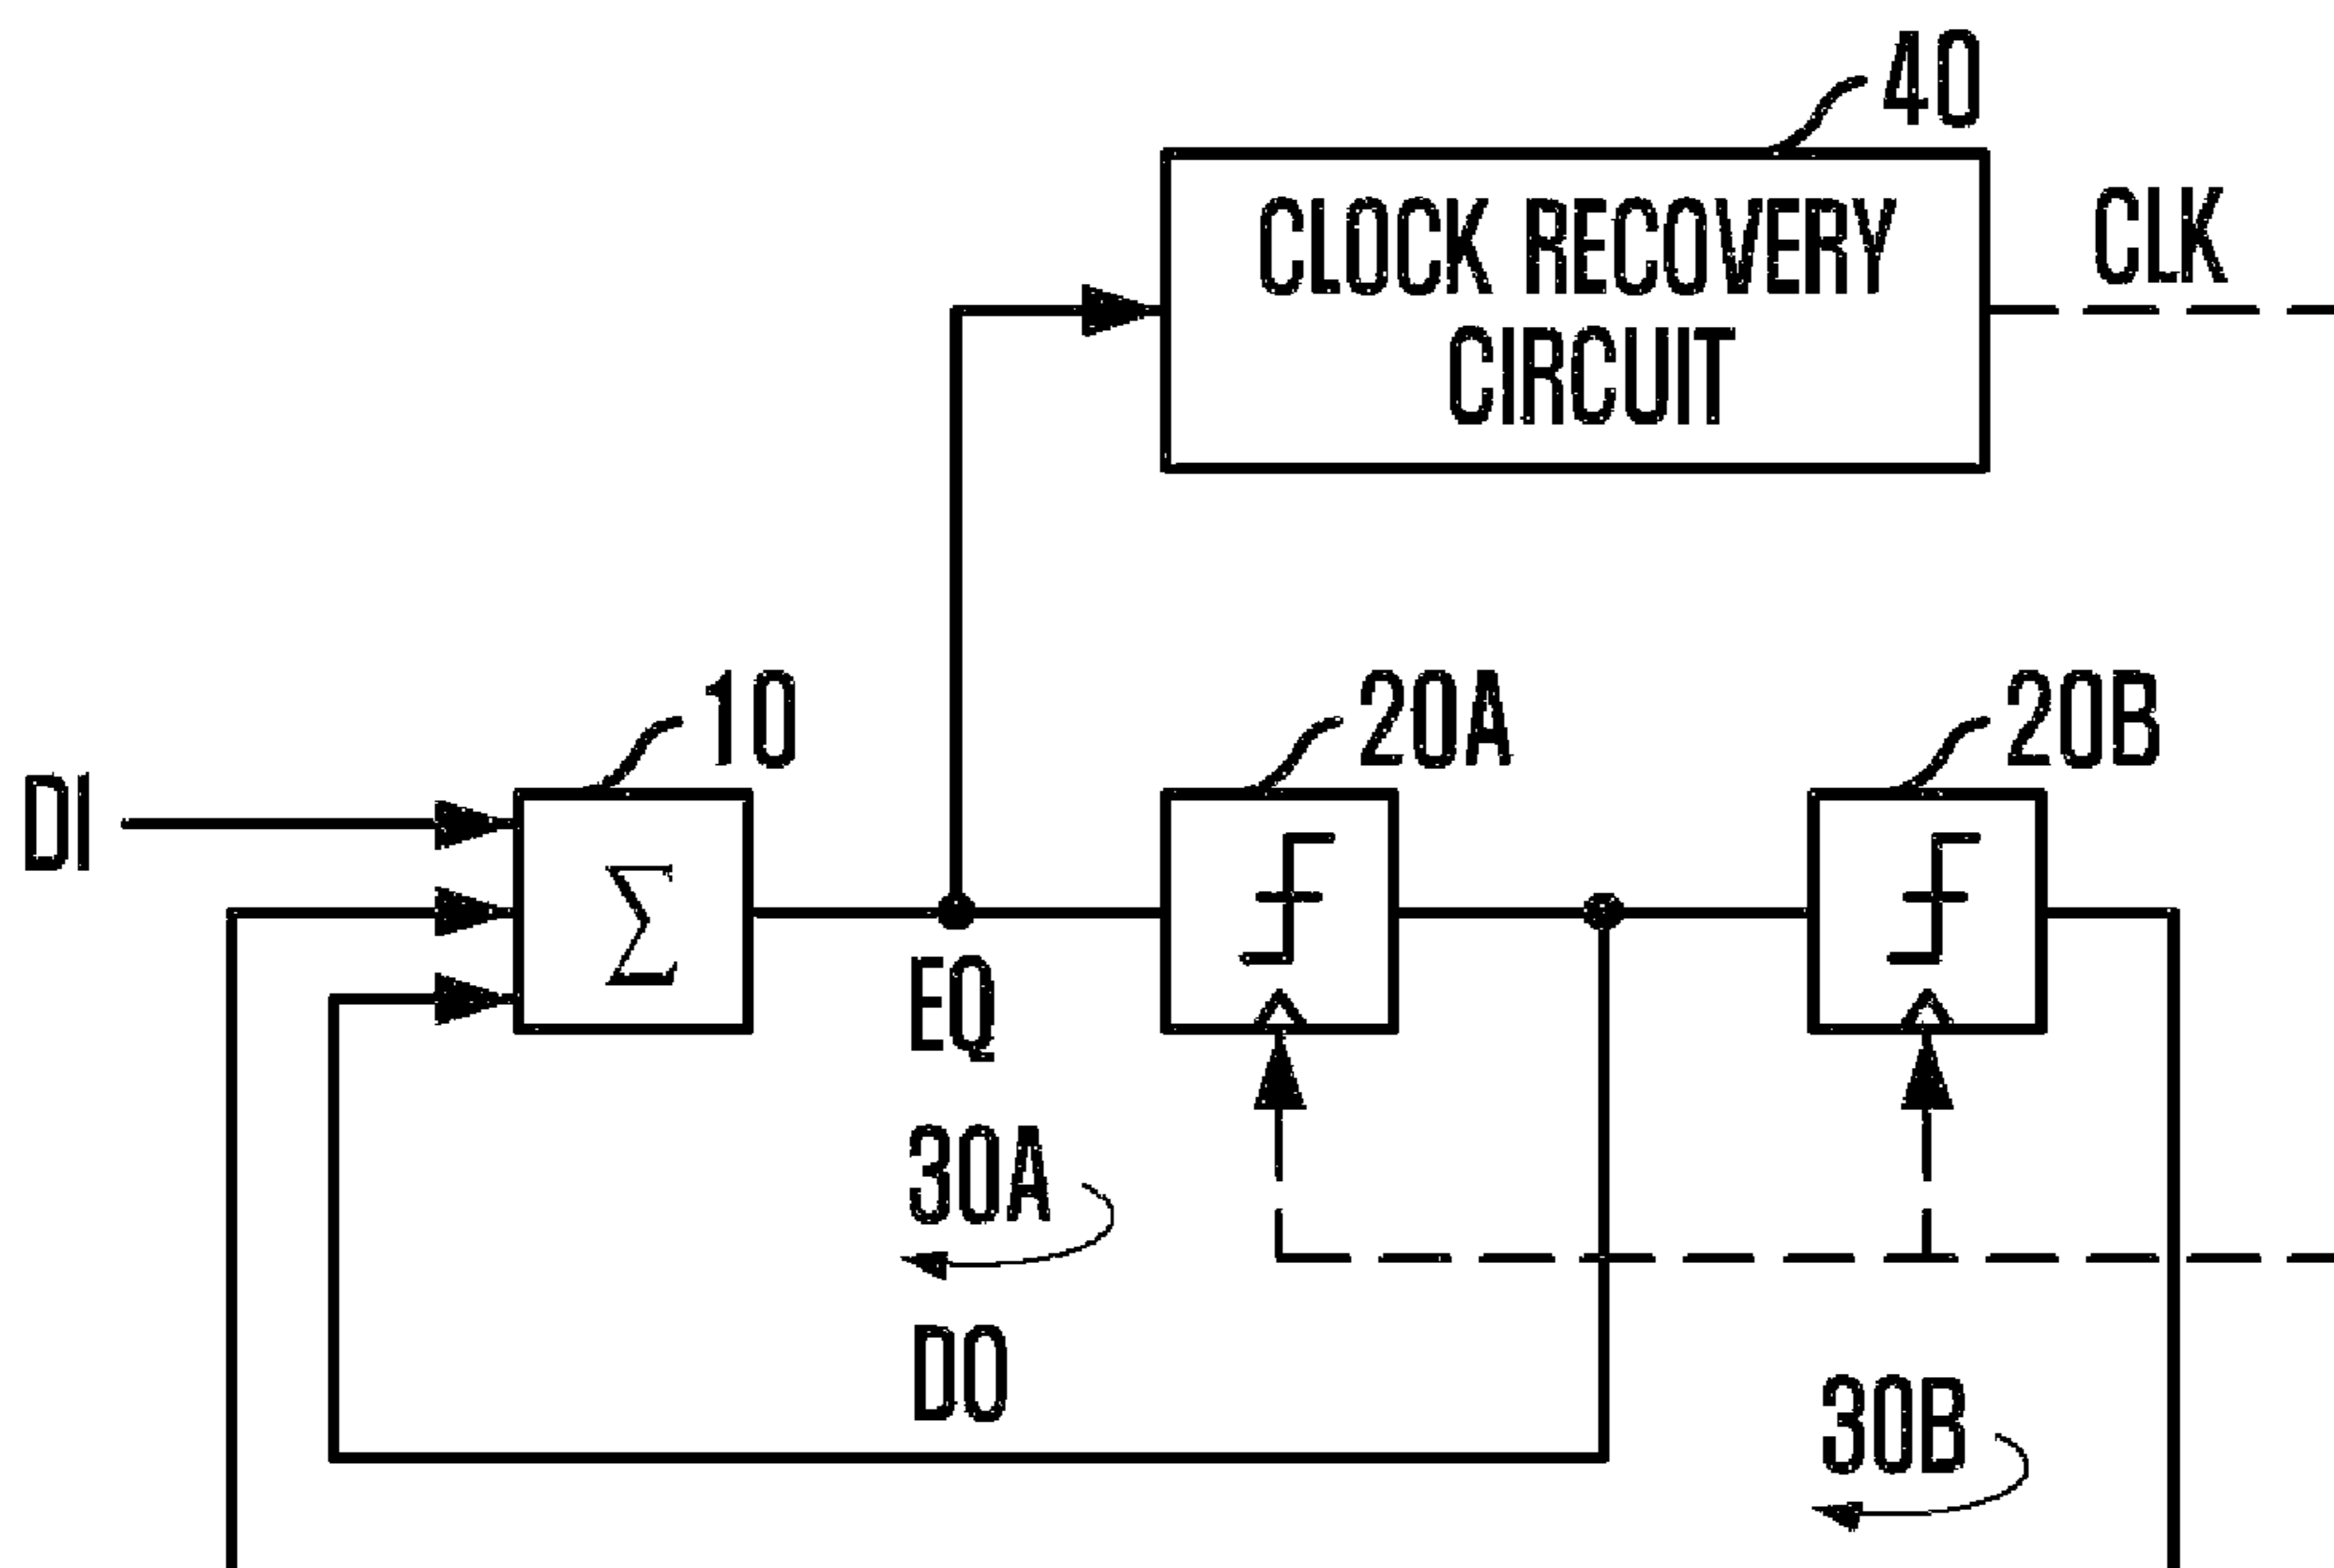 40
CLOCK RECOVERY
CIRCUIT
CLK
10
20A
20B
DI
Σ
EQ
30A
DO
30B